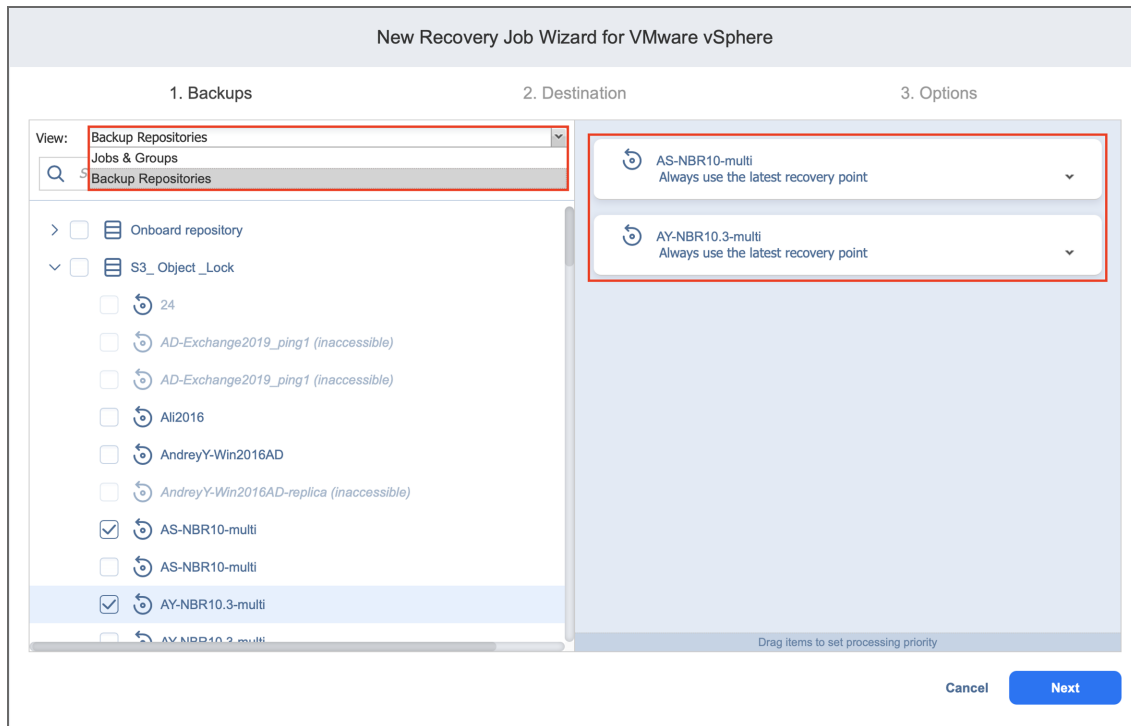 New Recovery Job Wizard for VMware vSphere
1. Backups
2. Destination
3. Options
View:
Backup Repositories
Jobs & Groups
Backup Repositories
S
Onboard repository
S3_ Object _Lock
24
AD-Exchange2019_ping1 (inaccessible)
AD-Exchange2019_ping1 (inaccessible)
Ali2016
AndreyY-Win2016AD
AndreyY-Win2016AD-replica (inaccessible)
AS-NBR10-multi
AS-NBR10-multi
AY-NBR10.3-multi
AY-NBR10.3-multi
AS-NBR10-multi
Always use the latest recovery point
AY-NBR10.3-multi
Always use the latest recovery point
Drag items to set processing priority
Cancel
Next